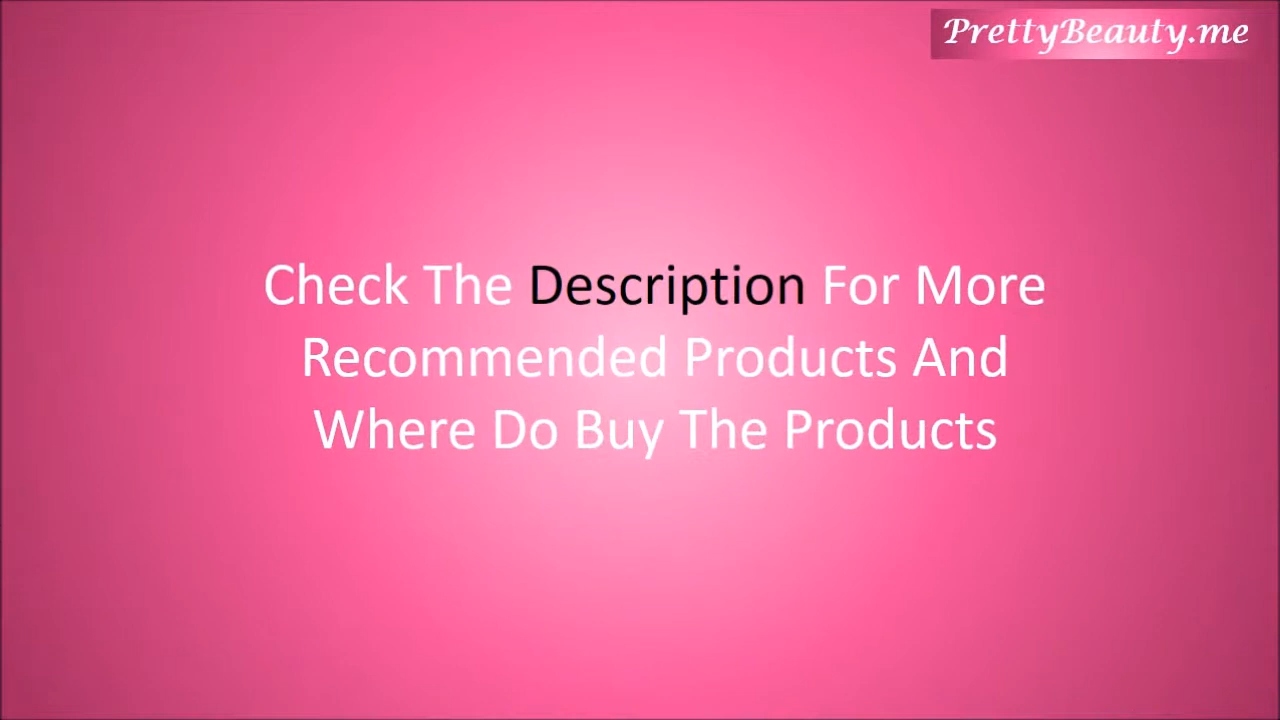 PrettyBeauty.me
Check The Description For More
Recommended Products And
Where Do Buy The Products